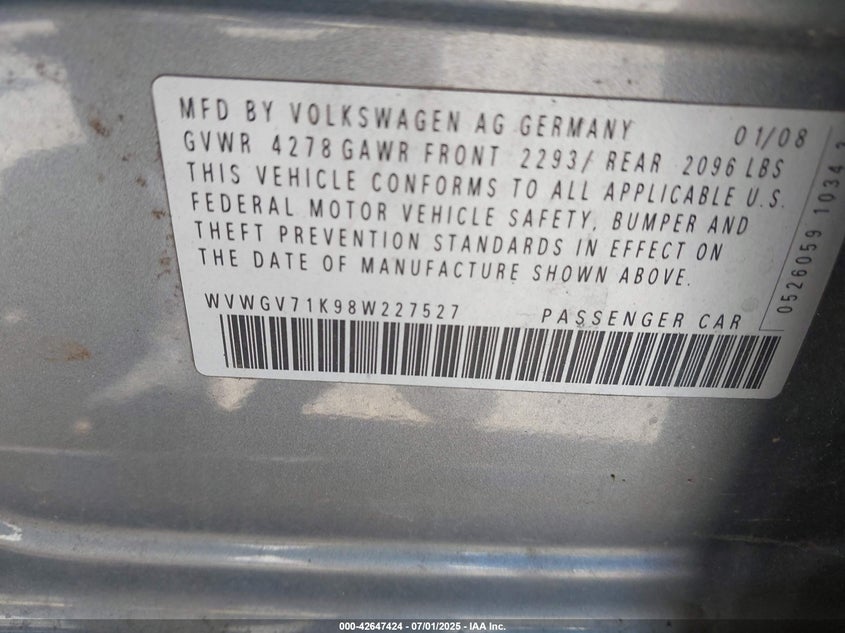 MFD BY VOLKSWAGEN AG GERMANY 01/08
GVWR 4278 GAWR FRONT 2293/ REAR 2096 LBS
THIS VEHICLE CONFORMS TO ALL APPLICABLE U.S.
FEDERAL MOTOR VEHICLE SAFETY, BUMPER AND
THEFT PREVENTION STANDARDS IN EFFECT ON
THE DATE OF MANUFACTURE SHOWN ABOVE.
WVWGV71K98W227527 PASSENGER CAR
0526059 1034
000-42647424 - 07/01/2025 - IAA Inc.